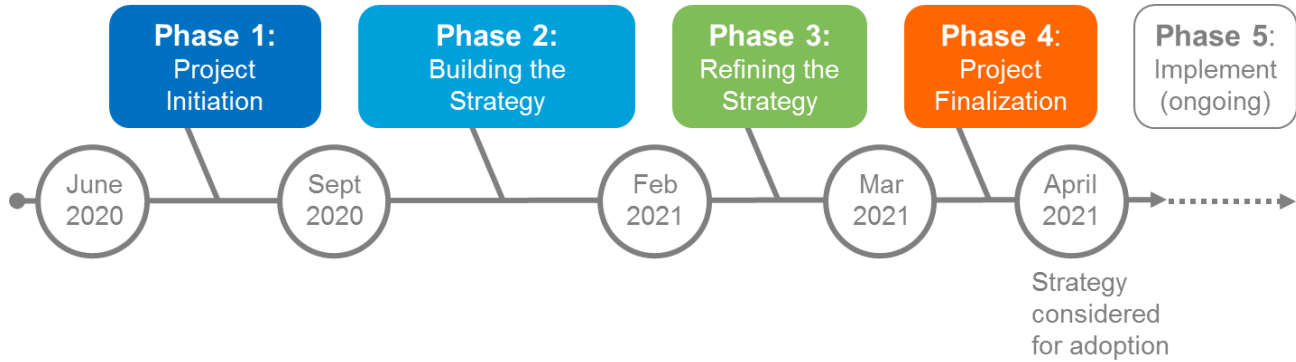 Phase 1:
Project
Initiation
Phase 2:
Building the
Strategy
Phase 3:
Refining the
Strategy
Phase 4:
Project
Finalization
Phase 5:
Implement
(ongoing)
June
2020
Sept
2020
Feb
2021
Mar
2021
April
2021
Strategy
considered
for adoption